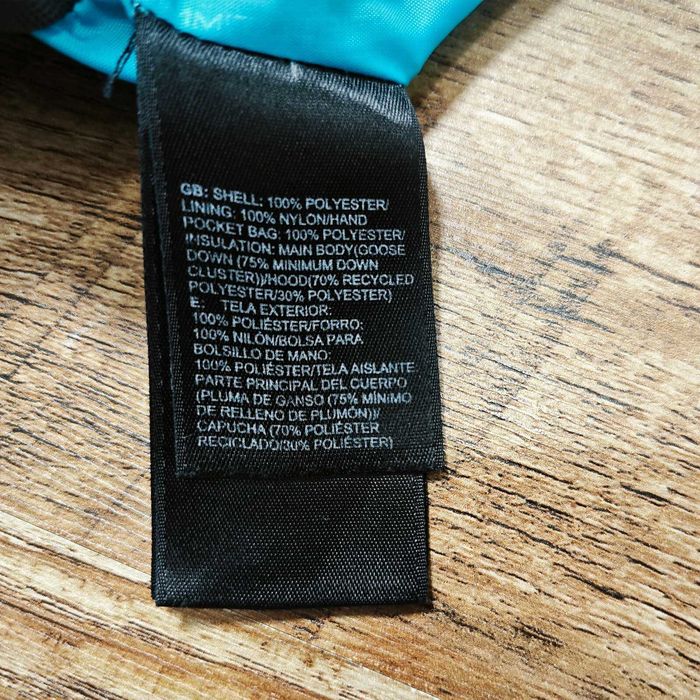 GB: SHELL: 100% POLYESTER/
LINING: 100% NYLON/HAND
POCKET BAG: 100% POLYESTER/
INSULATION: MAIN BODY(GOOSE
DOWN (75% MINIMUM DOWN
CLUSTER))/HOOD(70% RECYCLED
POLYESTER/30% POLYESTER)
E: TELA EXTERIOR:
100% POLIÉSTER/FORRO:
100% NILÓN/BOLSA PARA
BOLSILLO DE MANO:
100% POLIÉSTER/TELA AISLANTE
PARTE PRINCIPAL DEL CUERPO
(PLUMA DE GANSO (75% MÍNIMO
DE RELLENO DE PLUMÓN))/
CAPUCHA (70% POLIÉSTER
RECICLADO/30% POLIÉSTER)